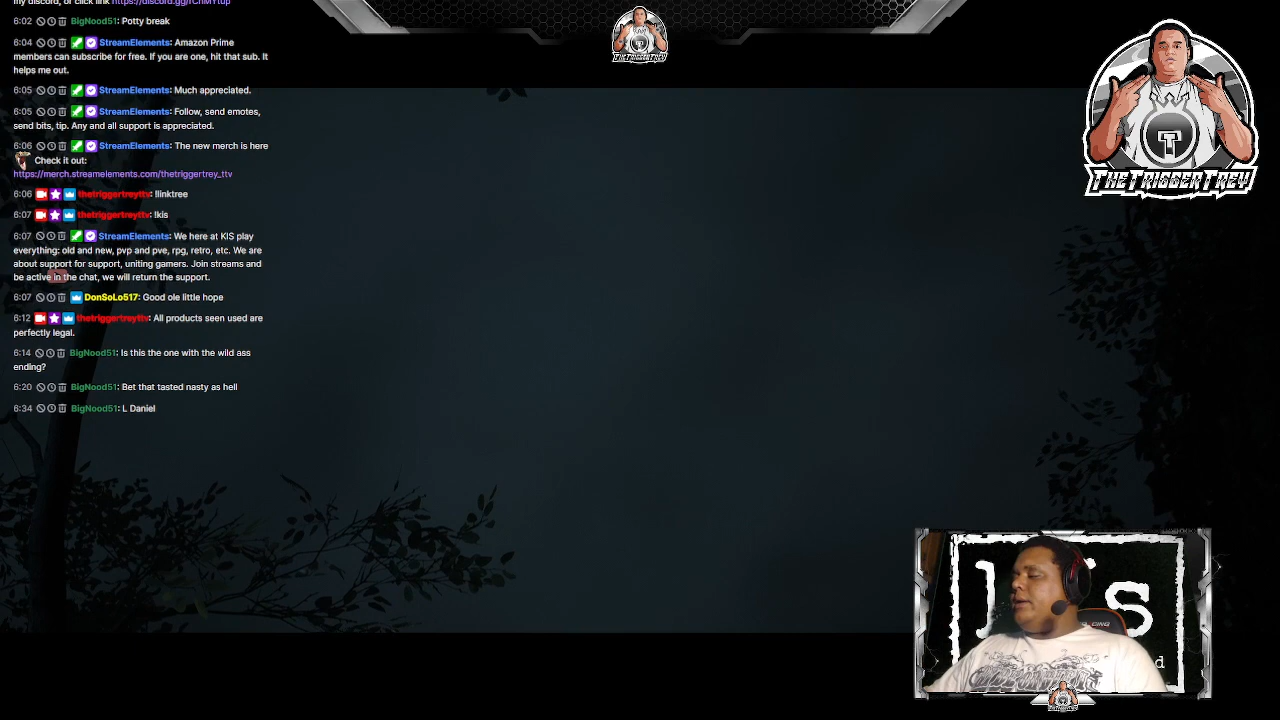 my discord, or click link https://discord.gg/rChMYtup
6:02 BigNood51: Potty break
6:04 StreamElements: Amazon Prime
members can subscribe for free. If you are one, hit that sub. It
helps me out.
6:05 StreamElements: Much appreciated.
6:05 StreamElements: Follow, send emotes,
send bits, tip. Any and all support is appreciated.
6:06 StreamElements: The new merch is here
Check it out:
https://merch.streamelements.com/thetriggertrey_ttv
6:06 thetriggertreyttv: !linktree
6:07 thetriggertreyttv: !kis
6:07 StreamElements: We here at KIS play
everything: old and new, pvp and pve, rpg, retro, etc. We are
about support for support, uniting gamers. Join streams and
be active in the chat, we will return the support.
6:07 DonSoLo517: Good ole little hope
6:12 thetriggertreyttv: All products seen used are
perfectly legal.
6:14 BigNood51: Is this the one with the wild ass
ending?
6:20 BigNood51: Bet that tasted nasty as hell
6:34 BigNood51: L Daniel
THETRIGGERTREY
T
THETRIGGERTREY